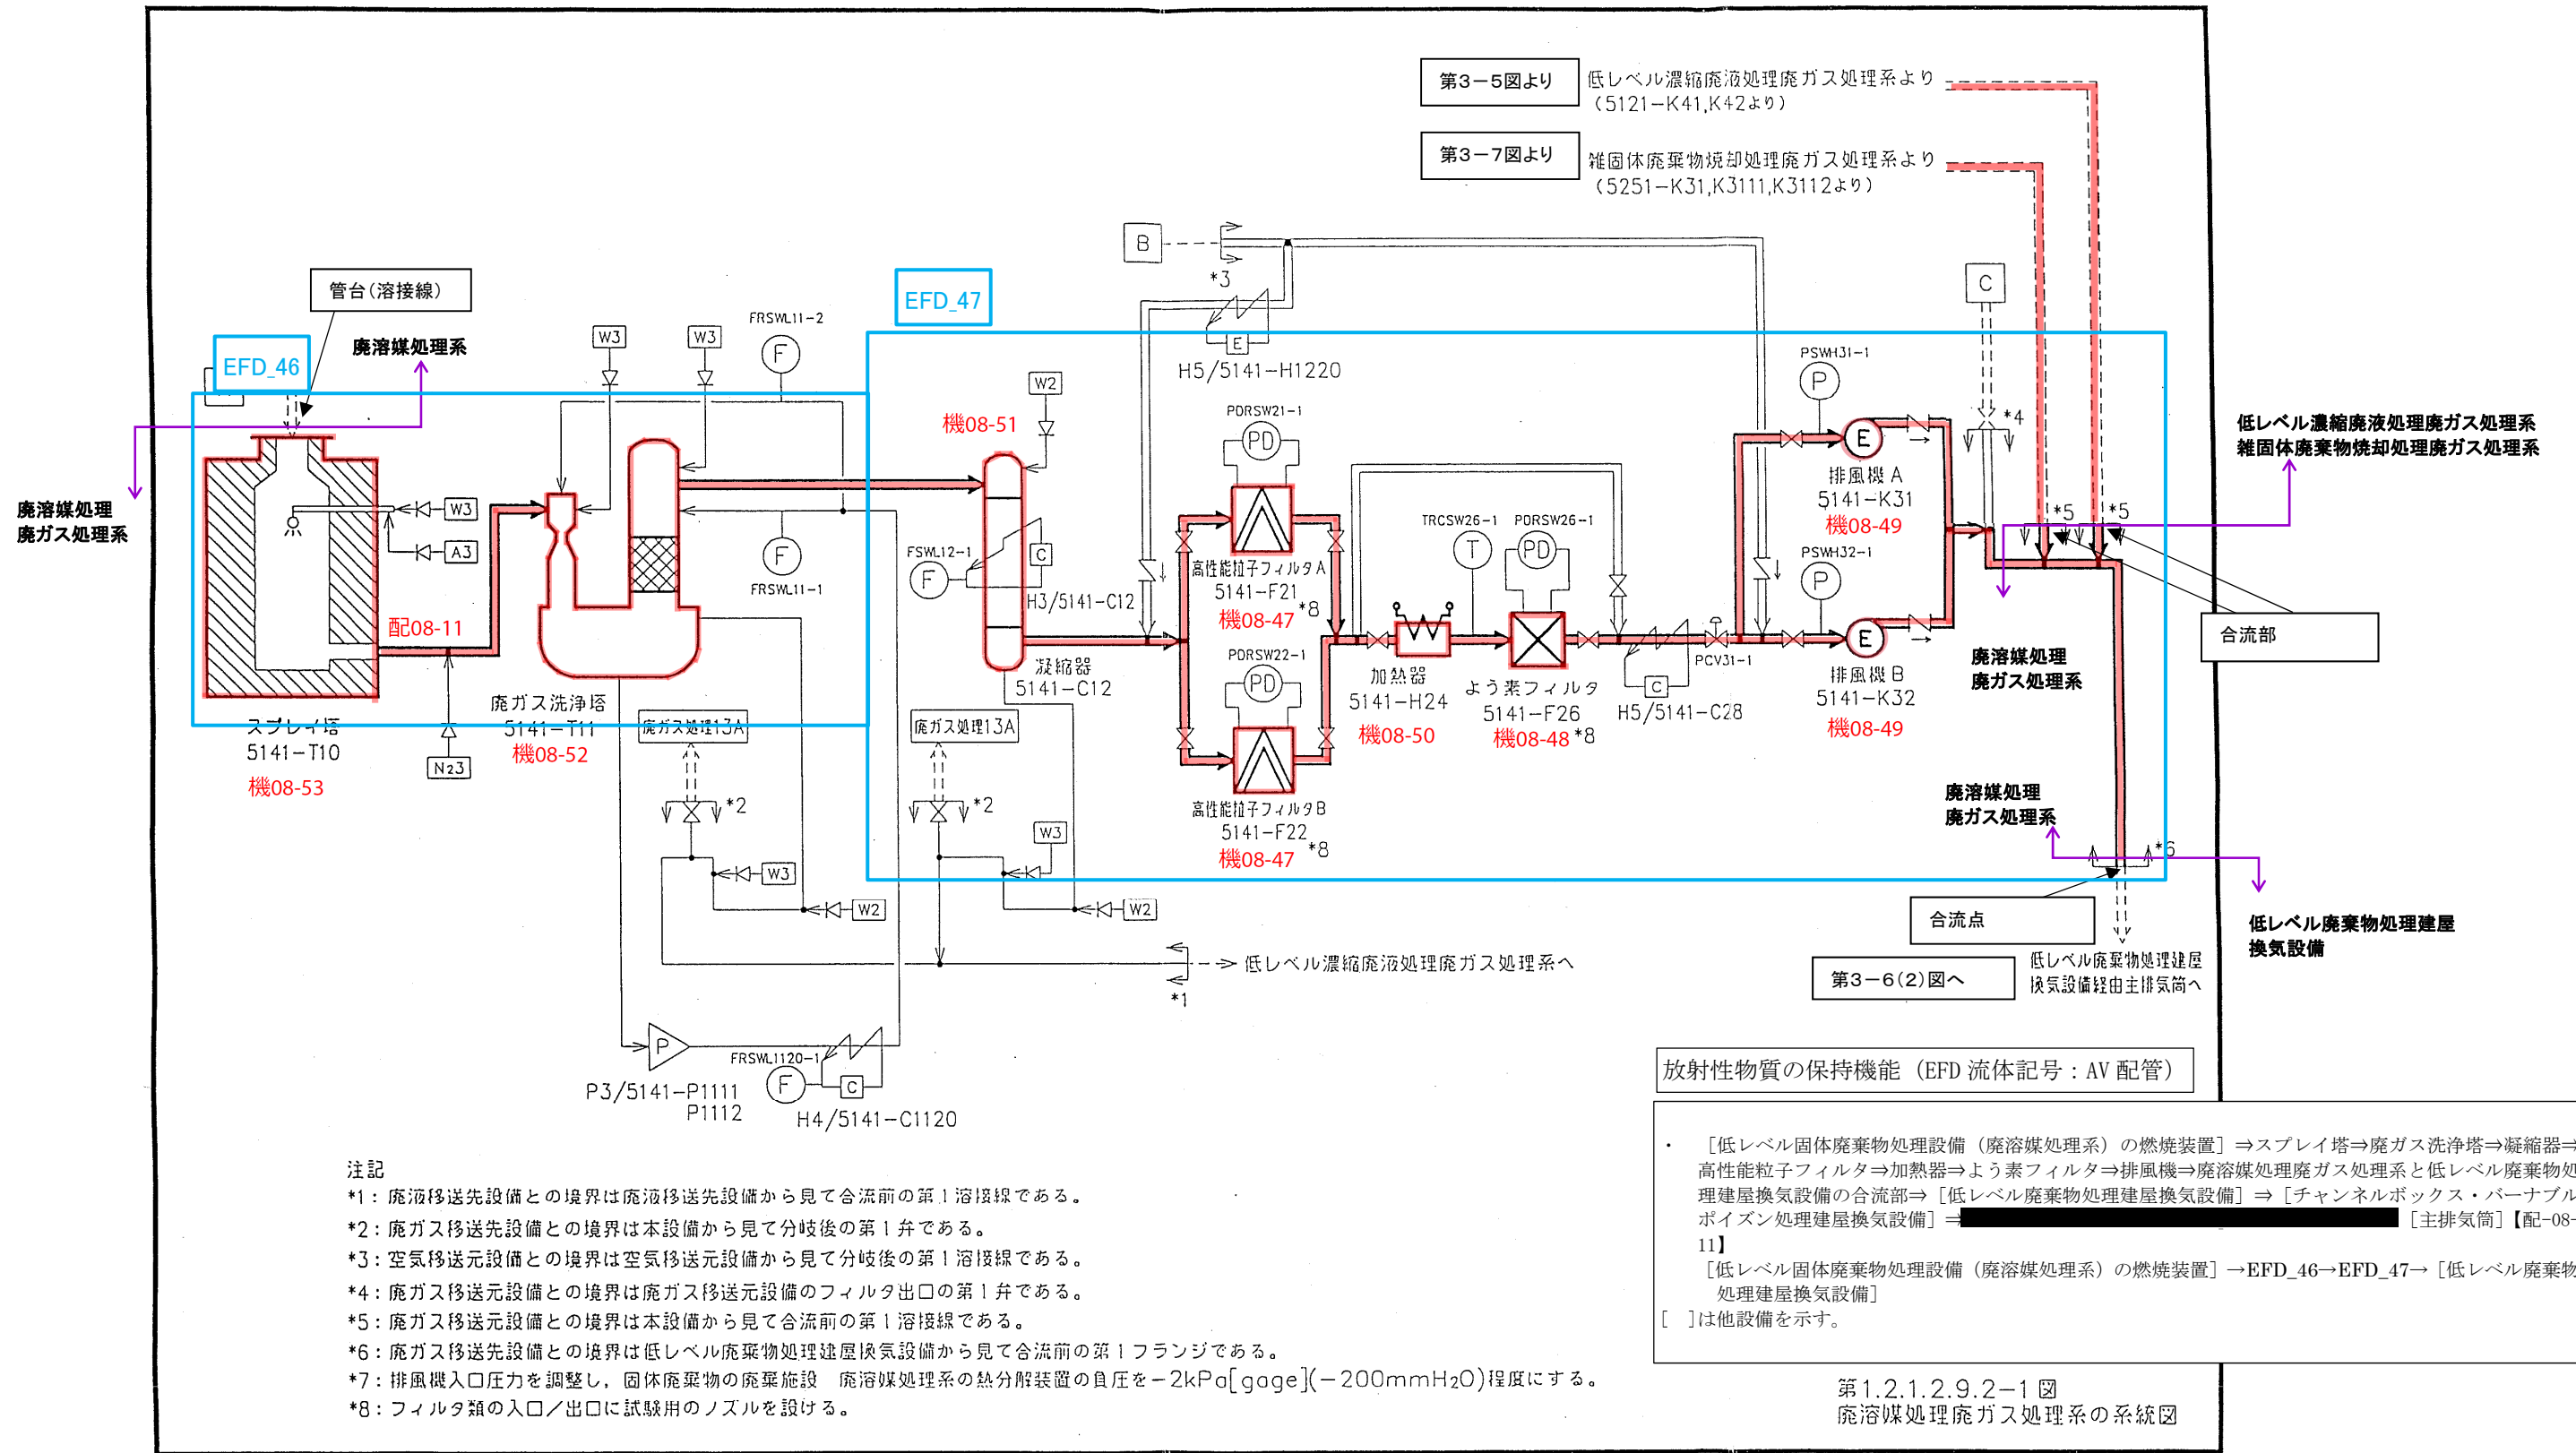 第3－5図より
低レベル濃縮廃液処理廃ガス処理系より
(5121-K41,K42より)
第3－7図より
雑固体廃棄物焼却処理廃ガス処理系より
(5251-K31,K3111,K3112より)
B
*3
C
*4
管台(溶接線)
EFD_46
EFD_47
廃溶媒処理系
廃溶媒処理
廃ガス処理系
W3
W3
FRSWL11-2
F
E
H5/5141-H1220
W2
機08-51
PDRSW21-1
PD
PSWH31-1
P
E
排風機 A
5141-K31
機08-49
低レベル濃縮廃液処理廃ガス処理系
雑固体廃棄物焼却処理廃ガス処理系
W3
A3
F
FRSWL11-1
FSWL12-1
F
C
H3/5141-C12
高性能粒子フィルタA
5141-F21
機08-47
*8
TRCSW26-1
T
PDRSW26-1
PD
PSWH32-1
P
*5
*5
合流部
配08-11
凝縮器
5141-C12
PDRSW22-1
PD
加熱器
5141-H24
機08-50
よう素フィルタ
5141-F26
機08-48
*8
C
H5/5141-C28
PCV31-1
E
排風機 B
5141-K32
機08-49
廃溶媒処理
廃ガス処理系
スプレイ塔
5141-T10
機08-53
N₂3
廃ガス洗浄塔
5141-T11
機08-52
廃ガス処理13A
廃ガス処理13A
*2
*2
W3
W2
W3
W2
高性能粒子フィルタB
5141-F22
機08-47
*8
廃溶媒処理
廃ガス処理系
*6
合流点
低レベル廃棄物処理建屋
換気設備
第3－6(2)図へ
低レベル廃棄物処理建屋
換気設備経由主排気筒へ
低レベル濃縮廃液処理廃ガス処理系へ
*1
P
P3/5141-P1111
P1112
FRSWL1120-1
F
C
H4/5141-C1120
放射性物質の保持機能（EFD 流体記号：AV 配管）
・ ［低レベル固体廃棄物処理設備（廃溶媒処理系）の燃焼装置］⇒スプレイ塔⇒廃ガス洗浄塔⇒凝縮器⇒
高性能粒子フィルタ⇒加熱器⇒よう素フィルタ⇒排風機⇒廃溶媒処理廃ガス処理系と低レベル廃棄物処
理建屋換気設備の合流部⇒［低レベル廃棄物処理建屋換気設備］⇒［チャンネルボックス・バーナブル
ポイズン処理建屋換気設備］⇒ ［主排気筒］【配-08-
11】
［低レベル固体廃棄物処理設備（廃溶媒処理系）の燃焼装置］→EFD_46→EFD_47→［低レベル廃棄物
処理建屋換気設備］
［ ］は他設備を示す。
注記
*1：廃液移送先設備との境界は廃液移送先設備から見て合流前の第1溶接線である。
*2：廃ガス移送先設備との境界は本設備から見て分岐後の第1弁である。
*3：空気移送元設備との境界は空気移送元設備から見て分岐後の第1溶接線である。
*4：廃ガス移送元設備との境界は廃ガス移送元設備のフィルタ出口の第1弁である。
*5：廃ガス移送元設備との境界は本設備から見て合流前の第1溶接線である。
*6：廃ガス移送先設備との境界は低レベル廃棄物処理建屋換気設備から見て合流前の第1フランジである。
*7：排風機入口圧力を調整し，固体廃棄物の廃棄施設 廃溶媒処理系の熱分解装置の負圧を－2kPa[gage](－200mmH₂O)程度にする。
*8：フィルタ類の入口／出口に試験用のノズルを設ける。
第1.2.1.2.9.2－1 図
廃溶媒処理廃ガス処理系の系統図